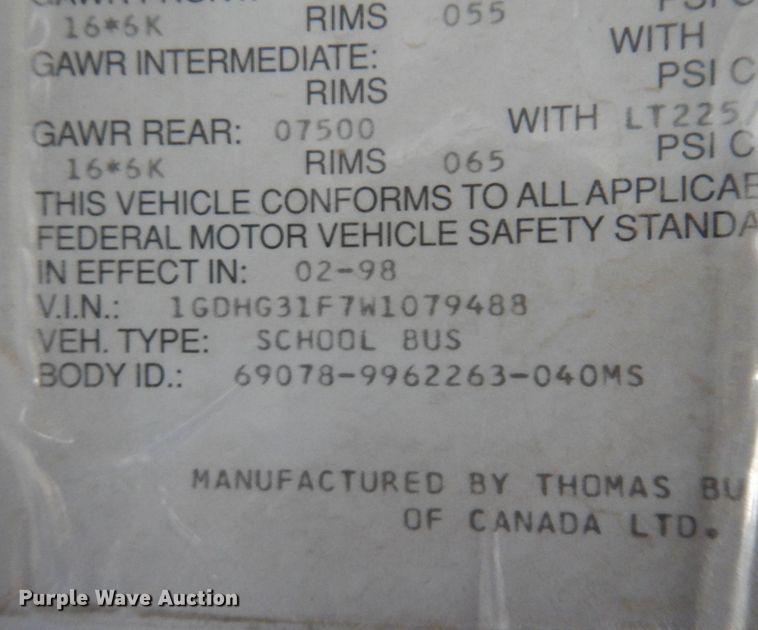 16*6K RIMS 055 PSI C
GAWR INTERMEDIATE: WITH
RIMS PSI C
GAWR REAR: 07500 WITH LT225/
16*6K RIMS 065 PSI C
THIS VEHICLE CONFORMS TO ALL APPLICAB
FEDERAL MOTOR VEHICLE SAFETY STANDA
IN EFFECT IN: 02-98
V.I.N.: 1GDHG31F7W1079488
VEH. TYPE: SCHOOL BUS
BODY ID.: 69078-9962263-040MS
MANUFACTURED BY THOMAS BU
OF CANADA LTD.
Purple Wave Auction